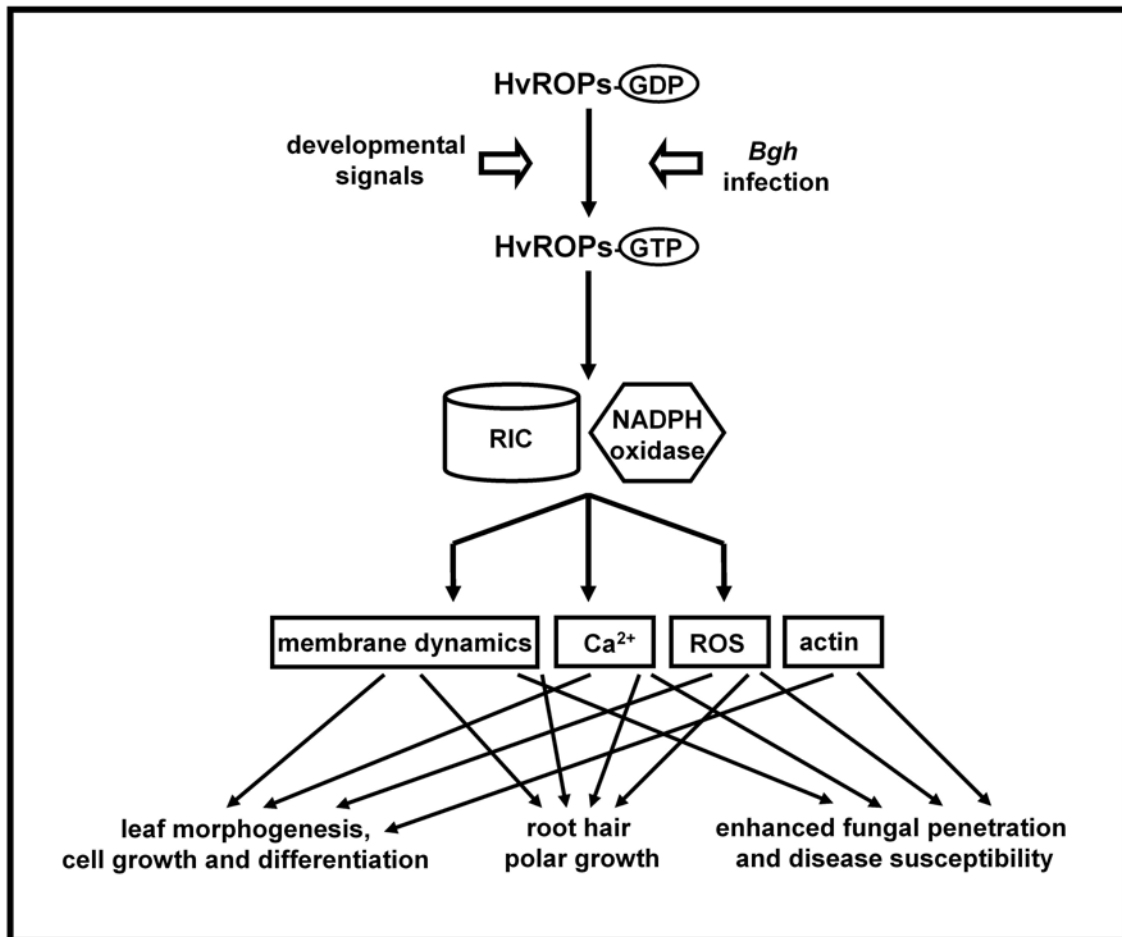 HvROPs-GDP
developmental
signals
Bgh
infection
HvROPs-GTP
RIC
NADPH
oxidase
membrane dynamics
Ca²⁺
ROS
actin
leaf morphogenesis,
cell growth and differentiation
root hair
polar growth
enhanced fungal penetration
and disease susceptibility